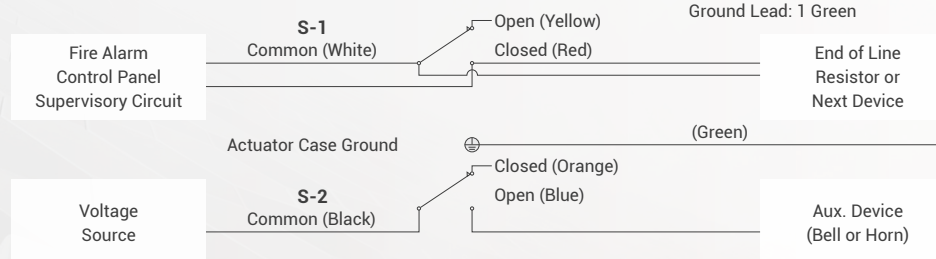 Ground Lead: 1 Green
S-1
Common (White)
Open (Yellow)
Closed (Red)
Fire Alarm
Control Panel
Supervisory Circuit
End of Line
Resistor or
Next Device
Actuator Case Ground
(Green)
S-2
Common (Black)
Closed (Orange)
Open (Blue)
Voltage
Source
Aux. Device
(Bell or Horn)